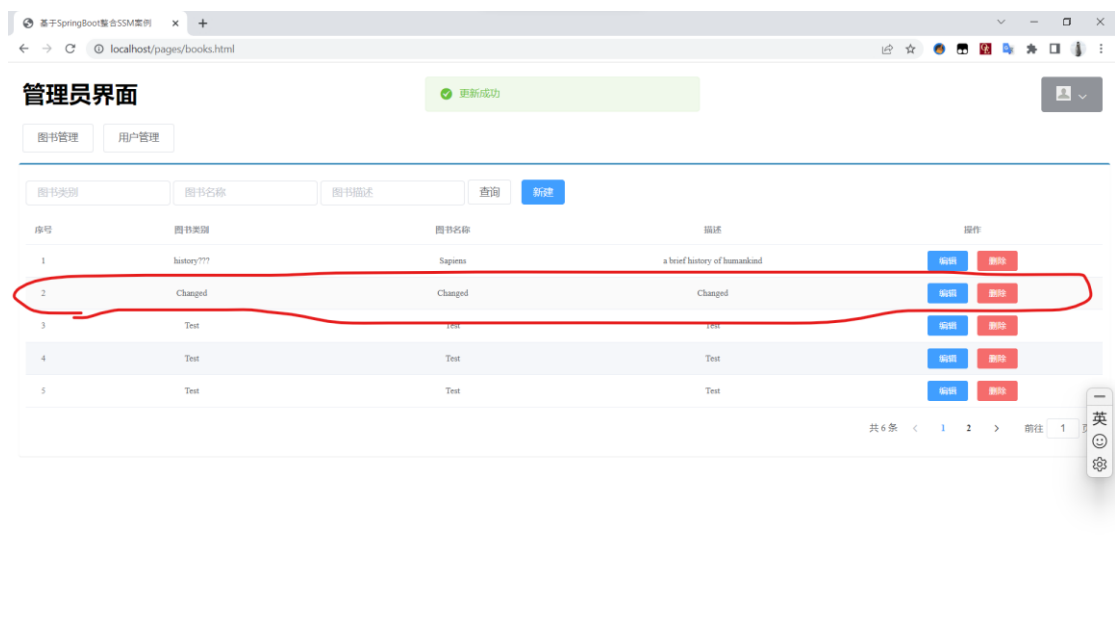 基于SpringBoot整合SSM案例
localhost/pages/books.html
管理员界面
更新成功
图书管理 用户管理
图书类别 图书名称 图书描述 查询 新建
序号 图书类别 图书名称 描述 操作
1 history??? Sapiens a brief history of humankind 编辑 删除
2 Changed Changed Changed 编辑 删除
3 Test Test Test 编辑 删除
4 Test Test Test 编辑 删除
5 Test Test Test 编辑 删除
共 6 条 1 2 前往 1
英